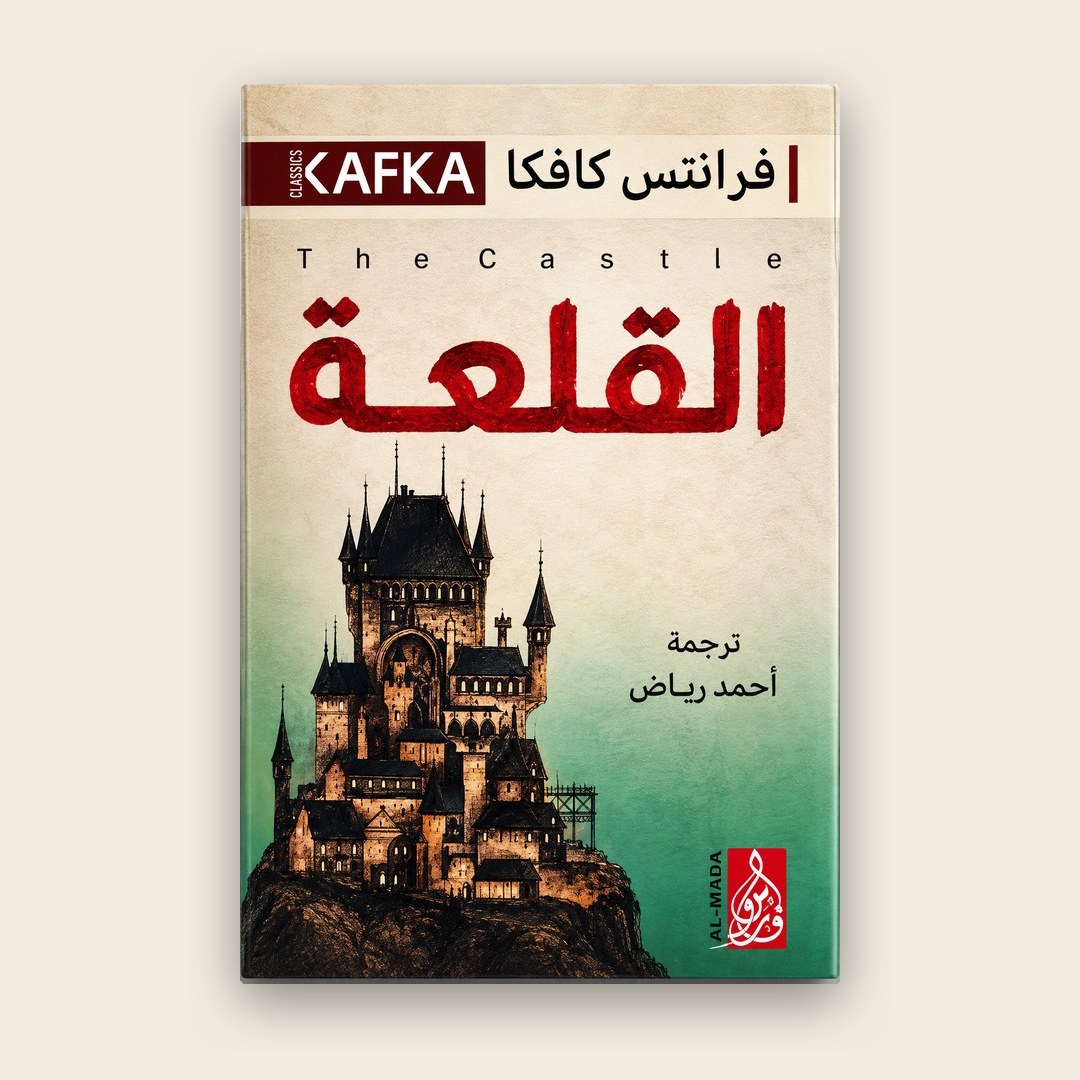 فرانتس كافكا
CLASSICS
KAFKA
The Castle
القلعة
ترجمة
أحمد رياض
AL-MADA